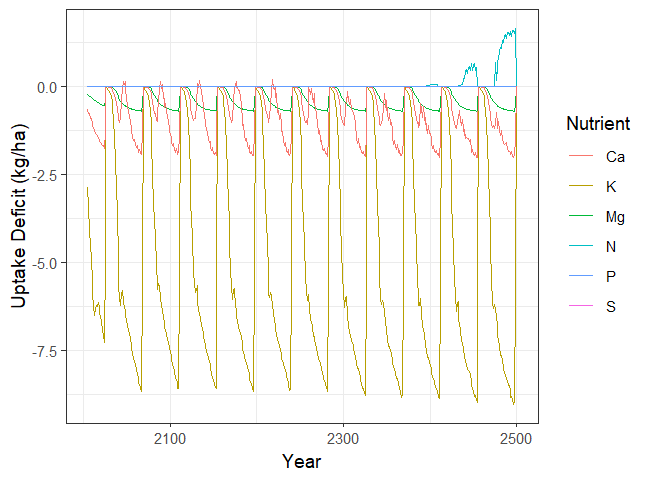 Uptake Deficit (kg/ha)
0.0
-2.5
-5.0
-7.5
2100
2300
2500
Year
Nutrient
Ca
K
Mg
N
P
S